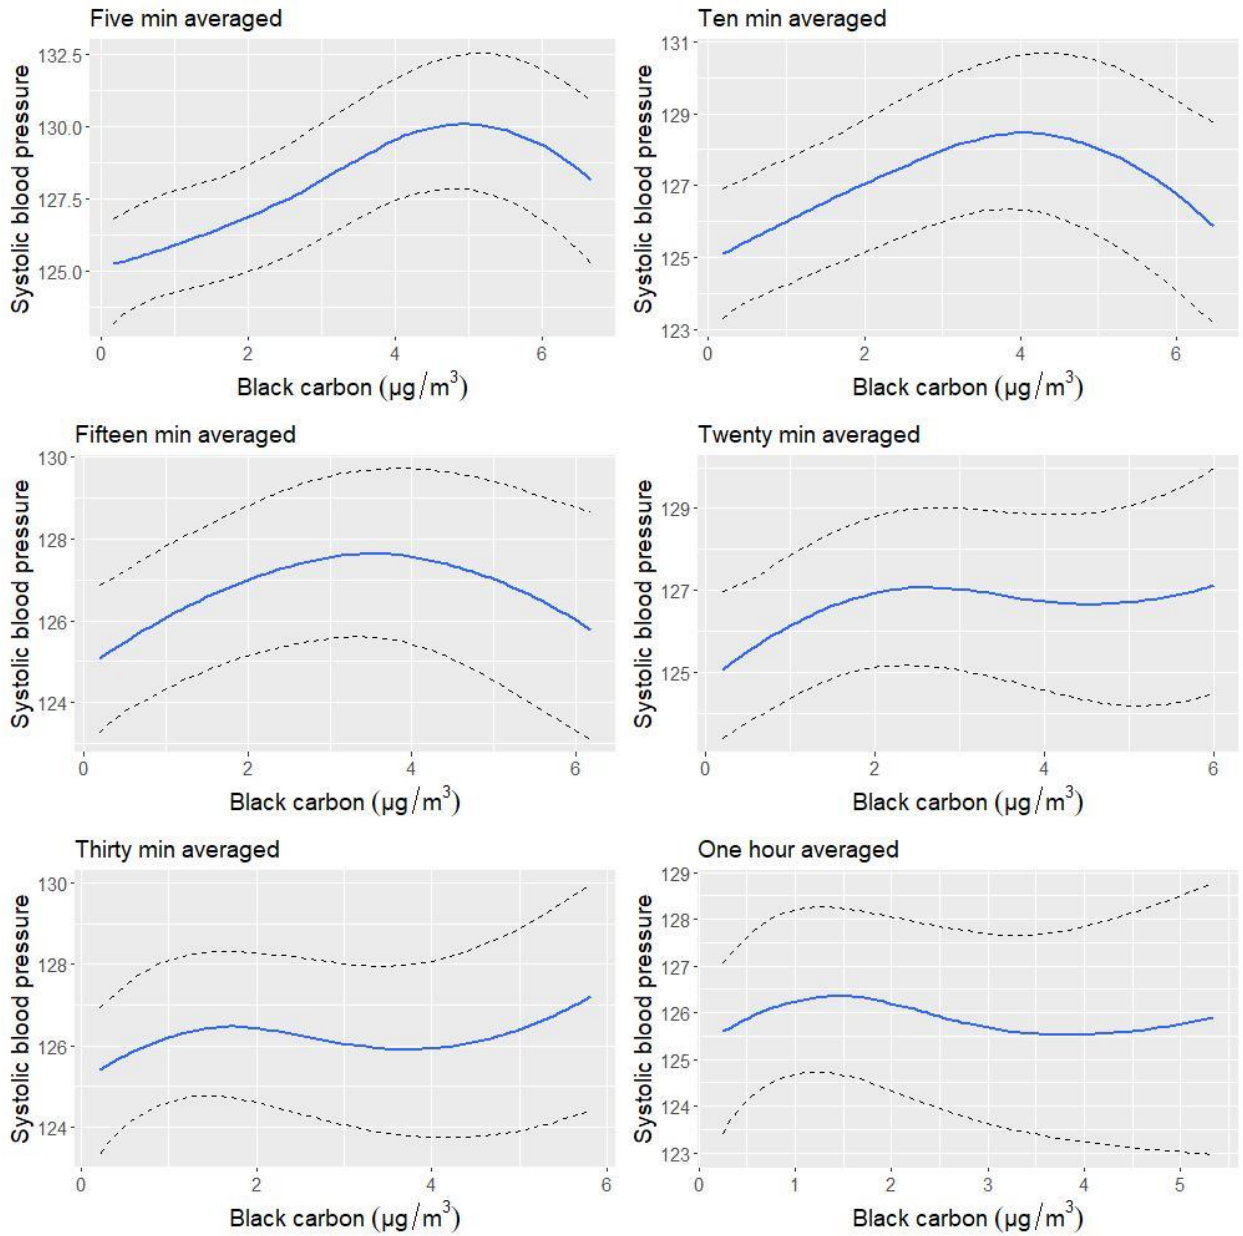 Five min averaged
Systolic blood pressure
132.5
130.0
127.5
125.0
0 2 4 6
Black carbon (µg/m³)
Ten min averaged
Systolic blood pressure
131
129
127
125
123
0 2 4 6
Black carbon (µg/m³)
Fifteen min averaged
Systolic blood pressure
130
128
126
124
0 2 4 6
Black carbon (µg/m³)
Twenty min averaged
Systolic blood pressure
129
127
125
0 2 4 6
Black carbon (µg/m³)
Thirty min averaged
Systolic blood pressure
130
128
126
124
0 2 4 6
Black carbon (µg/m³)
One hour averaged
Systolic blood pressure
129
128
127
126
125
124
123
0 1 2 3 4 5
Black carbon (µg/m³)